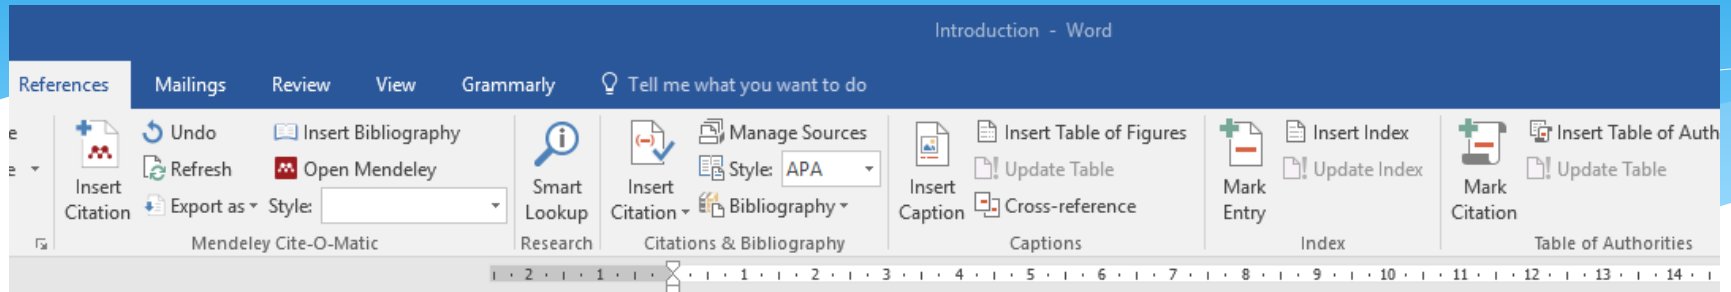 Introduction - Word
References Mailings Review View Grammarly Tell me what you want to do
e Undo Insert Bibliography Manage Sources Insert Table of Figures Insert Index Insert Table of Auth
e Refresh Open Mendeley Style: APA Update Table Update Index Update Table
Insert Citation Export as Style: Smart Lookup Insert Citation Bibliography Insert Caption Cross-reference Mark Entry Mark Citation
Mendeley Cite-O-Matic Research Citations & Bibliography Captions Index Table of Authorities
2 1 1 2 3 4 5 6 7 8 9 10 11 12 13 14